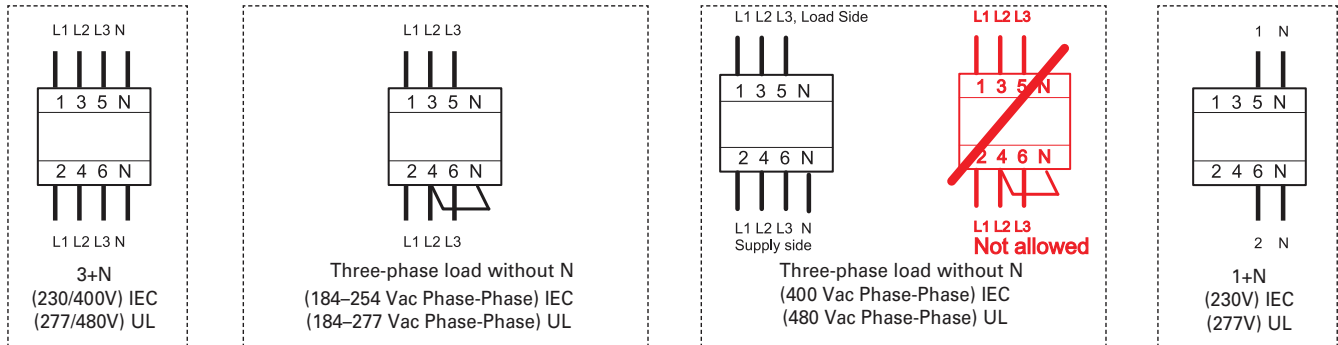 L1 L2 L3 N
1 3 5 N
2 4 6 N
L1 L2 L3 N
3+N
(230/400V) IEC
(277/480V) UL
L1 L2 L3
1 3 5 N
2 4 6 N
L1 L2 L3
Three-phase load without N
(184–254 Vac Phase-Phase) IEC
(184–277 Vac Phase-Phase) UL
L1 L2 L3, Load Side
1 3 5 N
2 4 6 N
L1 L2 L3 N
Supply side
L1 L2 L3
1 3 5 N
2 4 6 N
L1 L2 L3
Not allowed
Three-phase load without N
(400 Vac Phase-Phase) IEC
(480 Vac Phase-Phase) UL
1 N
1 3 5 N
2 4 6 N
2 N
1+N
(230V) IEC
(277V) UL